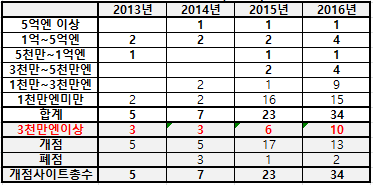 2013년 2014년 2015년 2016년
5억엔 이상 1 1 1
1억~5억엔 2 2 2 4
5천만~1억엔 1 1 1
3천만~5천만엔 2 4
1천만~3천만엔 2 1 9
1천만엔미만 2 2 16 15
합계 5 7 23 34
3천만엔이상 3 3 6 10
개점 5 5 17 13
폐점 3 1 2
개점사이트총수 5 7 23 34